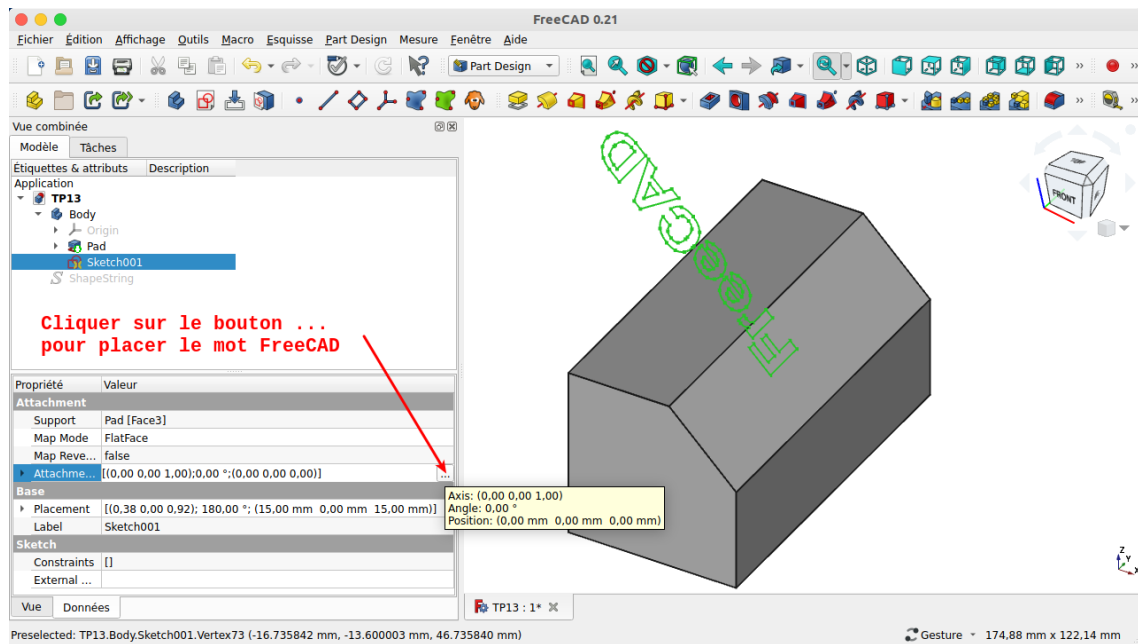 FreeCAD 0.21
Fichier Édition Affichage Outils Macro Esquisse Part Design Mesure Fenêtre Aide
Part Design
Vue combinée
Modèle Tâches
Étiquettes & attributs Description
Application
TP13
Body
Origin
Pad
Sketch001
ShapeString
Cliquer sur le bouton ...
pour placer le mot FreeCAD
Propriété Valeur
Attachment
Support Pad [Face3]
Map Mode FlatFace
Map Reve... false
Attachme... [(0,00 0,00 1,00);0,00 °;(0,00 0,00 0,00)] ...
Base
Placement [(0,38 0,00 0,92); 180,00 °; (15,00 mm 0,00 mm 15,00 mm)]
Label Sketch001
Sketch
Constraints []
External ...
Axis: (0,00 0,00 1,00)
Angle: 0,00 °
Position: (0,00 mm 0,00 mm 0,00 mm)
FreeCAD
TOP
FRONT
Z
Y
X
Vue Données
TP13 : 1*
Preselected: TP13.Body.Sketch001.Vertex73 (-16.735842 mm, -13.600003 mm, 46.735840 mm)
Gesture 174,88 mm x 122,14 mm